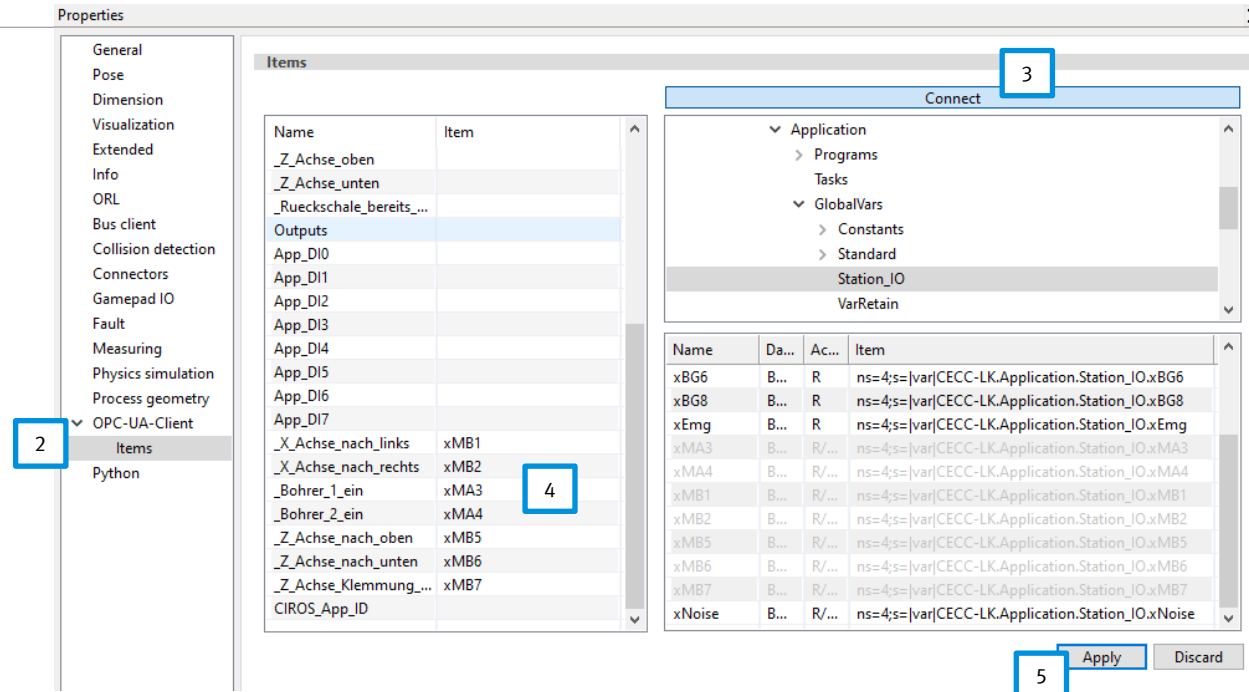 Properties
General
Pose
Dimension
Visualization
Extended
Info
ORL
Bus client
Collision detection
Connectors
Gamepad IO
Fault
Measuring
Physics simulation
Process geometry
OPC-UA-Client
2
Items
Python
Items
3
Connect
Name Item
_Z_Achse_oben
_Z_Achse_unten
_Rueckschale_bereits_...
Outputs
App_DI0
App_DI1
App_DI2
App_DI3
App_DI4
App_DI5
App_DI6
App_DI7
_X_Achse_nach_links xMB1
_X_Achse_nach_rechts xMB2
_Bohrer_1_ein xMA3
4
_Bohrer_2_ein xMA4
_Z_Achse_nach_oben xMB5
_Z_Achse_nach_unten xMB6
_Z_Achse_Klemmung_... xMB7
CIROS_App_ID
Application
Programs
Tasks
GlobalVars
Constants
Standard
Station_IO
VarRetain
Name Da... Ac... Item
xBG6 B... R ns=4;s=|var|CECC-LK.Application.Station_IO.xBG6
xBG8 B... R ns=4;s=|var|CECC-LK.Application.Station_IO.xBG8
xEmg B... R ns=4;s=|var|CECC-LK.Application.Station_IO.xEmg
xMA3 B... R/... ns=4;s=|var|CECC-LK.Application.Station_IO.xMA3
xMA4 B... R/... ns=4;s=|var|CECC-LK.Application.Station_IO.xMA4
xMB1 B... R/... ns=4;s=|var|CECC-LK.Application.Station_IO.xMB1
xMB2 B... R/... ns=4;s=|var|CECC-LK.Application.Station_IO.xMB2
xMB5 B... R/... ns=4;s=|var|CECC-LK.Application.Station_IO.xMB5
xMB6 B... R/... ns=4;s=|var|CECC-LK.Application.Station_IO.xMB6
xMB7 B... R/... ns=4;s=|var|CECC-LK.Application.Station_IO.xMB7
xNoise B... R/... ns=4;s=|var|CECC-LK.Application.Station_IO.xNoise
5
Apply Discard